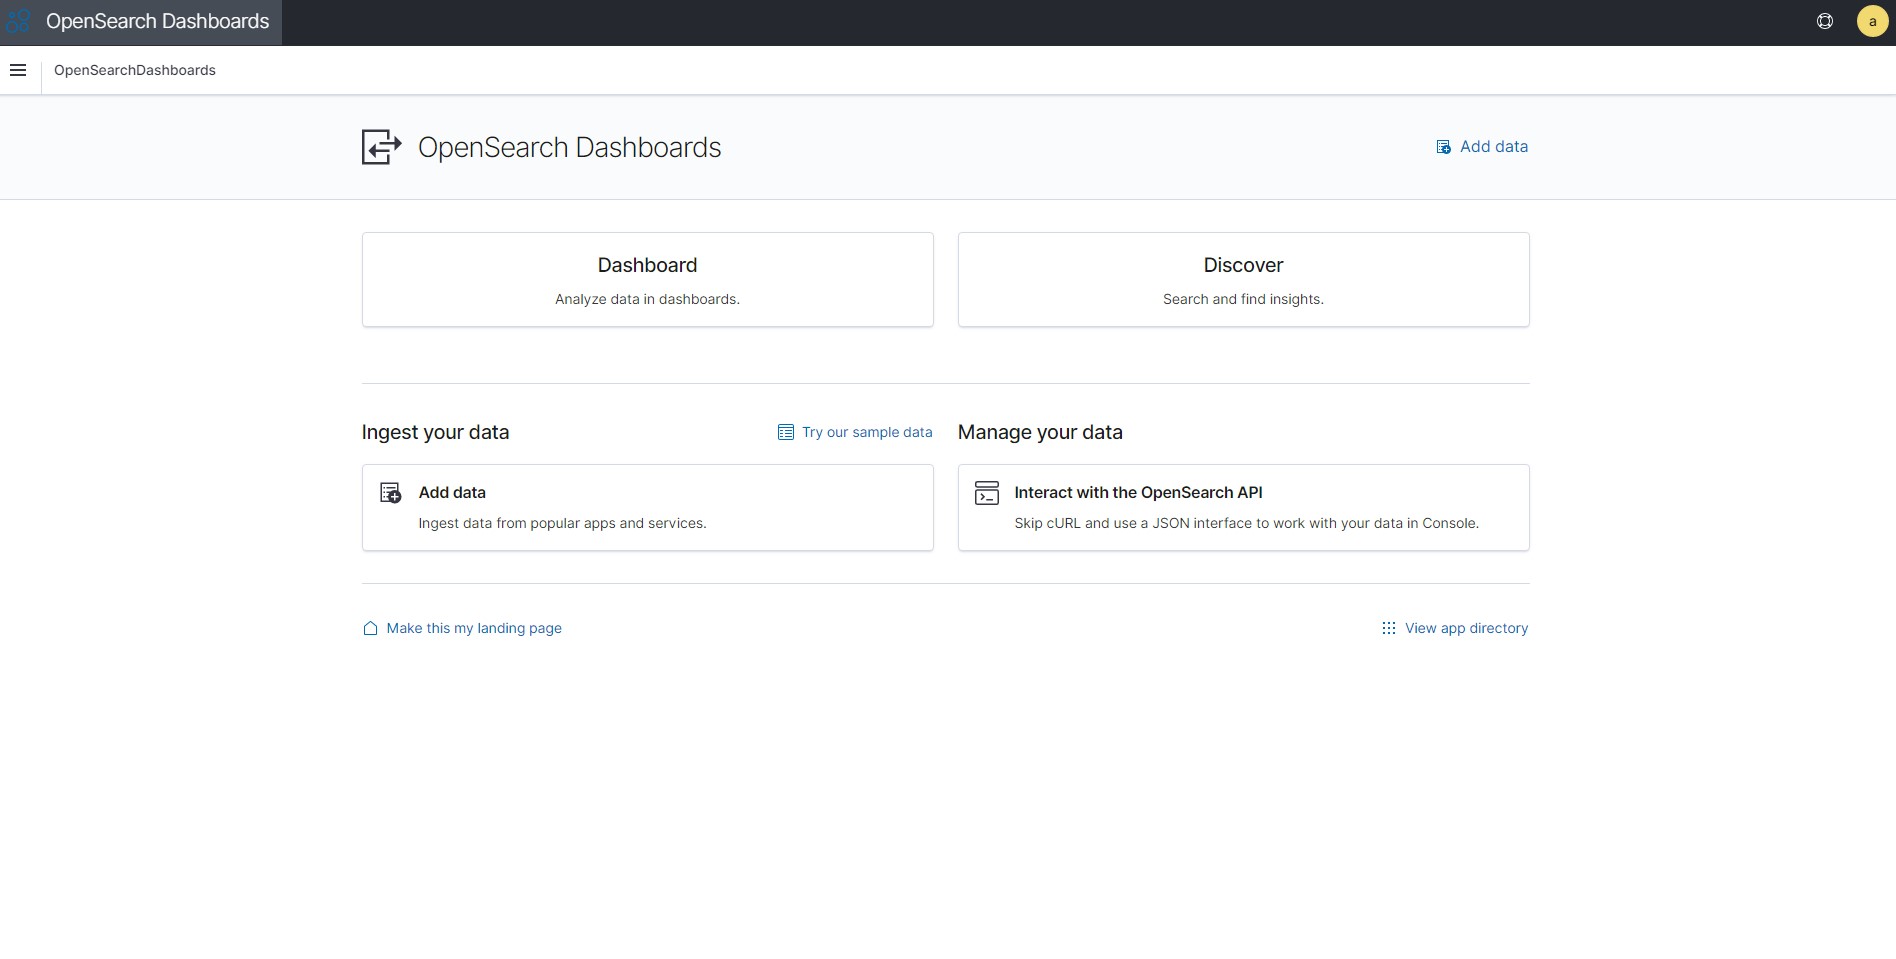 OpenSearch Dashboards
a
OpenSearchDashboards
OpenSearch Dashboards
Add data
Dashboard
Analyze data in dashboards.
Discover
Search and find insights.
Ingest your data
Try our sample data
Manage your data
Add data
Ingest data from popular apps and services.
Interact with the OpenSearch API
Skip cURL and use a JSON interface to work with your data in Console.
Make this my landing page
View app directory